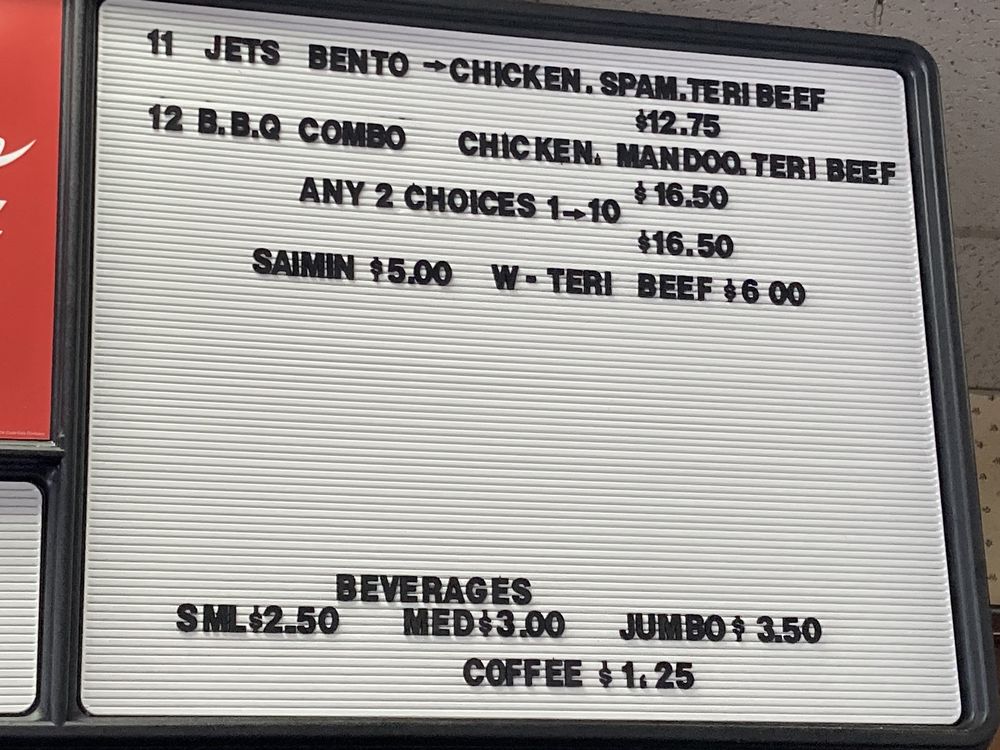 11 JETS BENTO → CHICKEN. SPAM. TERI BEEF
$12.75
12 B.B.Q COMBO CHICKEN. MANDOO. TERI BEEF
$16.50
ANY 2 CHOICES 1→10
$16.50
SAIMIN $5.00 W-TERI BEEF $6 00
BEVERAGES
SML $2.50 MED $3.00 JUMBO $3.50
COFFEE $1.25